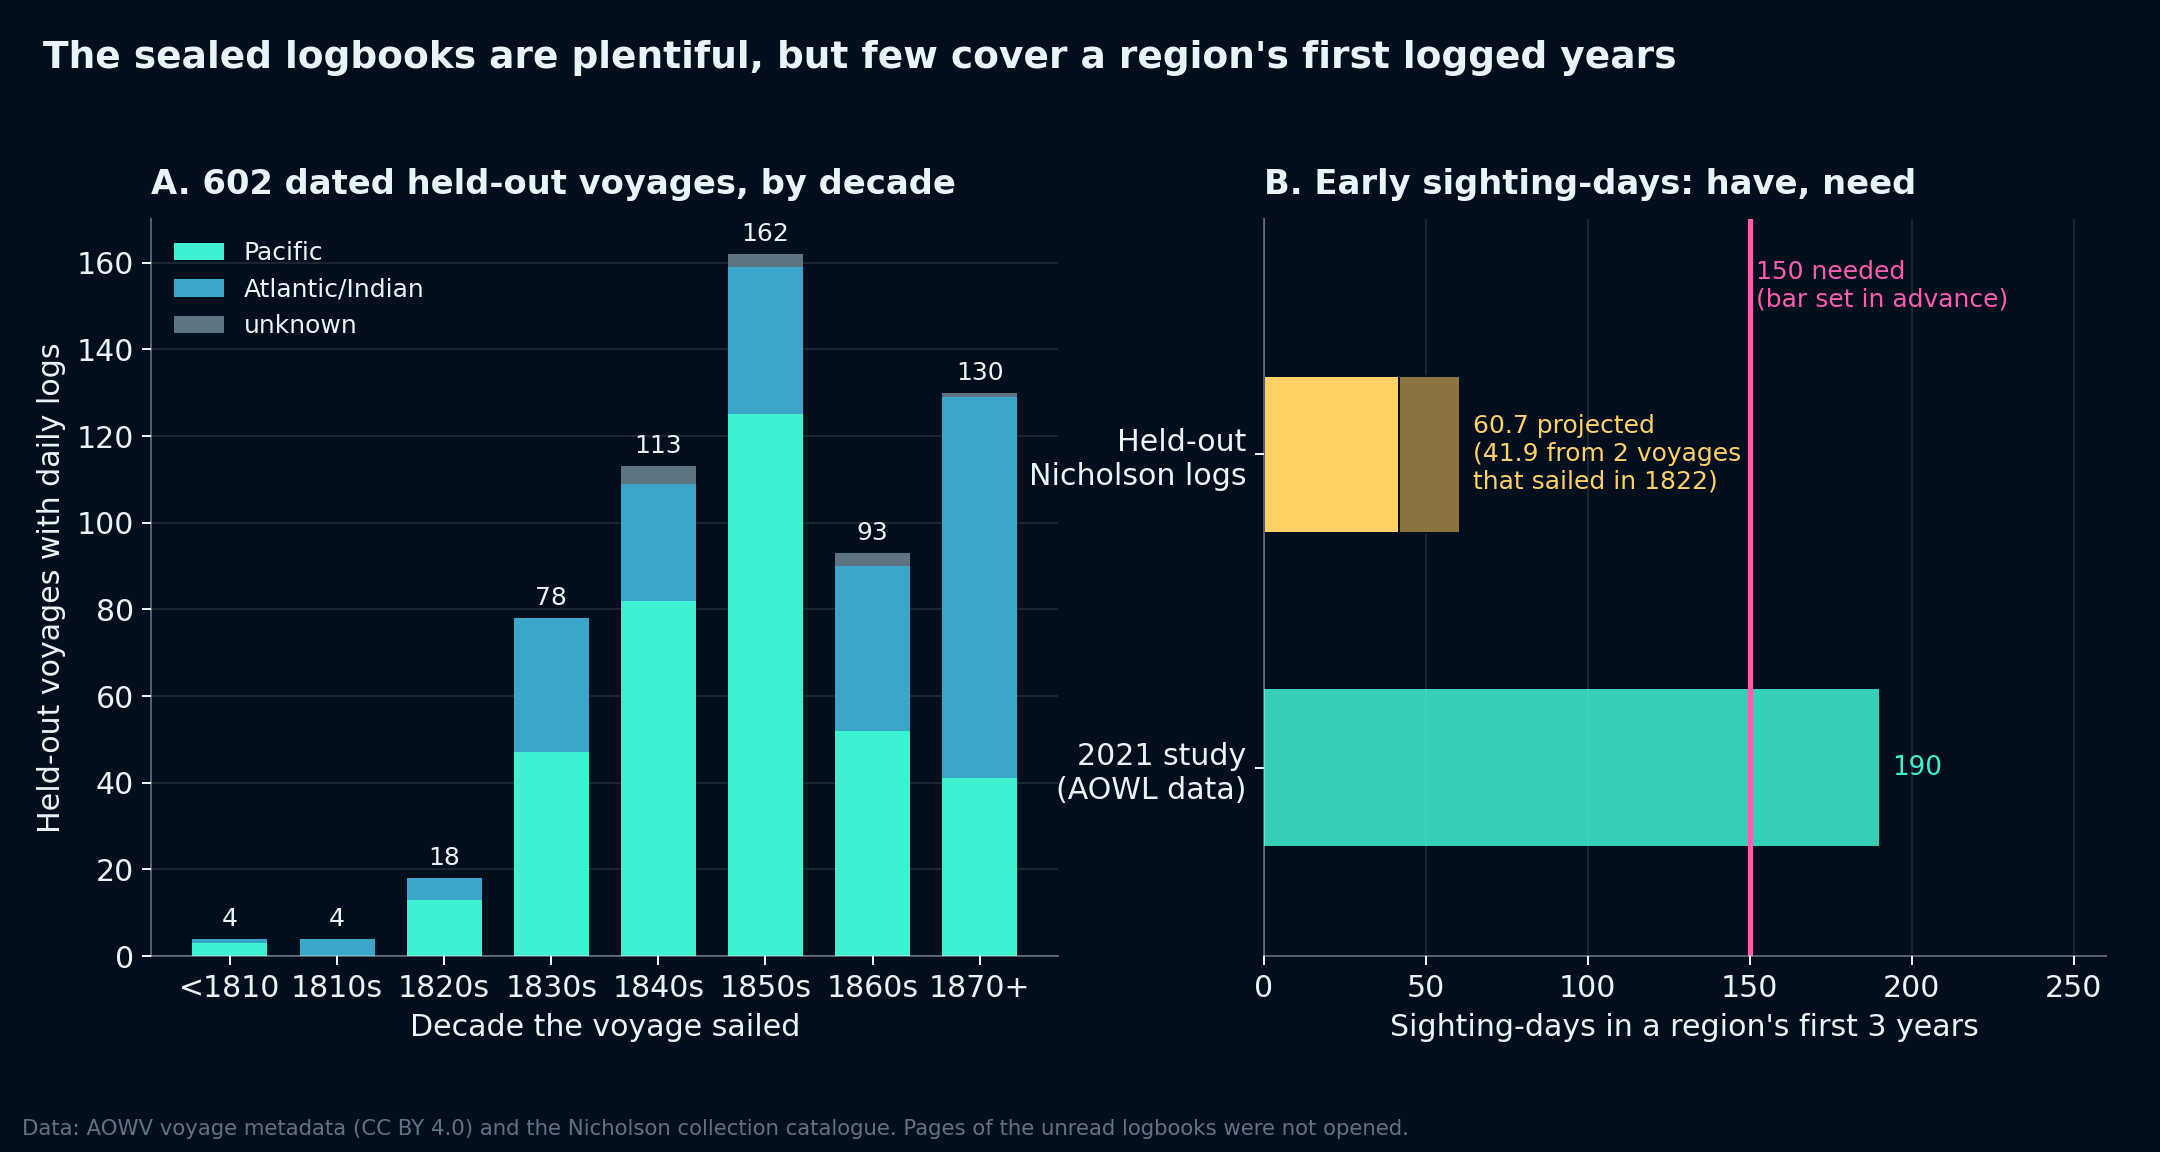 The sealed logbooks are plentiful, but few cover a region's first logged years
A. 602 dated held-out voyages, by decade
Held-out voyages with daily logs
160
140
120
100
80
60
40
20
0
Pacific
Atlantic/Indian
unknown
4
4
18
78
113
162
93
130
<1810 1810s 1820s 1830s 1840s 1850s 1860s 1870+
Decade the voyage sailed
B. Early sighting-days: have, need
150 needed
(bar set in advance)
Held-out
Nicholson logs
60.7 projected
(41.9 from 2 voyages
that sailed in 1822)
2021 study
(AOWL data)
190
0 50 100 150 200 250
Sighting-days in a region's first 3 years
Data: AOWV voyage metadata (CC BY 4.0) and the Nicholson collection catalogue. Pages of the unread logbooks were not opened.